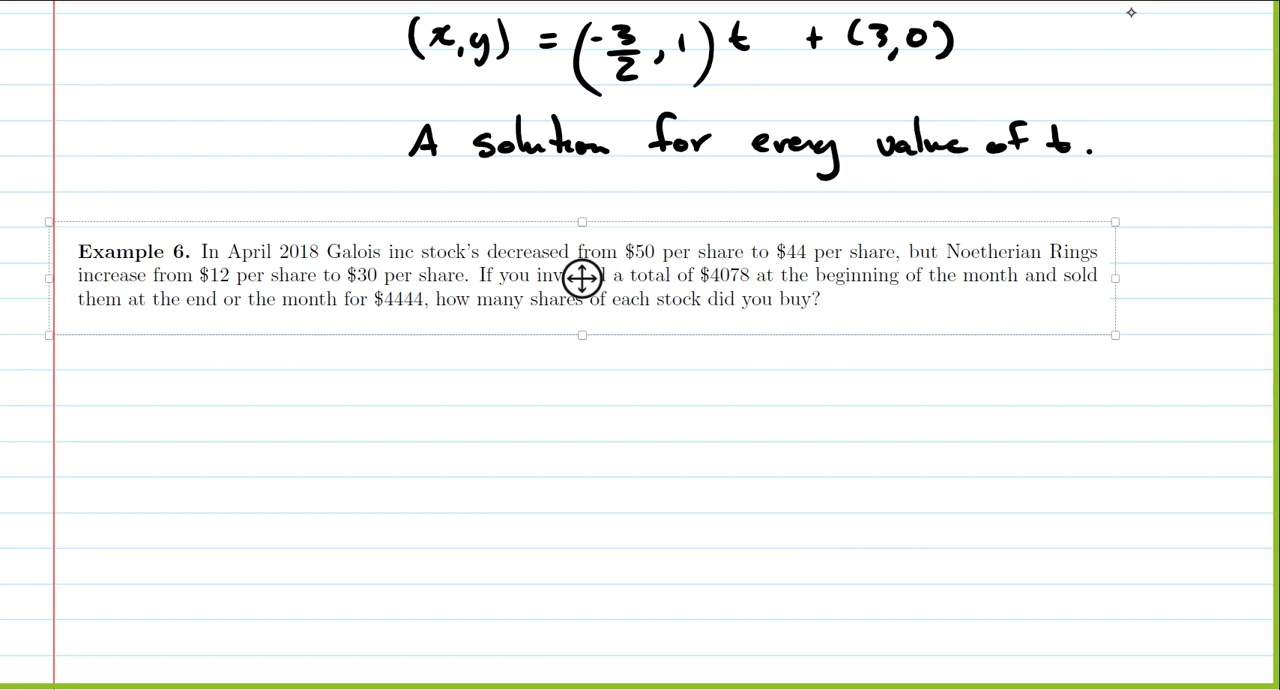 (x,y) = (-3/2, 1) t + (3,0)
A solution for every value of t.
Example 6. In April 2018 Galois inc stock's decreased from $50 per share to $44 per share, but Noetherian Rings
increase from $12 per share to $30 per share. If you a total of $4078 at the beginning of the month and sold
them at the end or the month for $4444, how many shares of each stock did you buy?